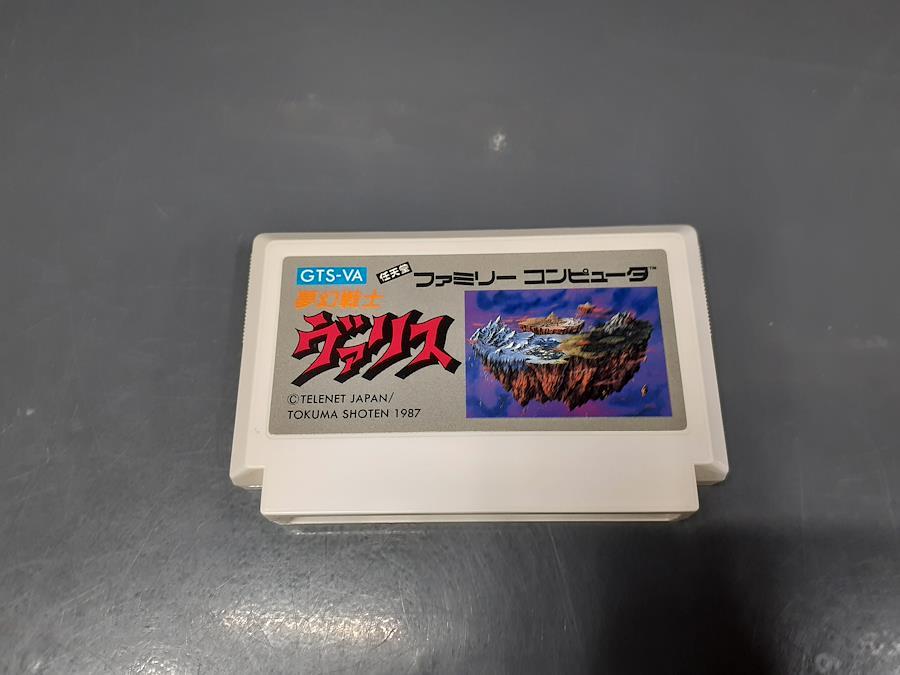 GTS-VA 任天堂 ファミリー コンピュータ™
夢幻戦士
ヴァリス
©TELENET JAPAN/
TOKUMA SHOTEN 1987